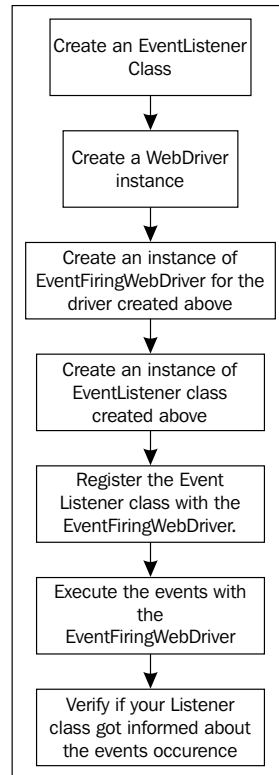 Create an EventListener
Class
Create a WebDriver
instance
Create an instance of
EventFiringWebDriver for the
driver created above
Create an instance of
EventListener class
created above
Register the Event
Listener class with the
EventFiringWebDriver.
Execute the events with
the
EventFiringWebDriver
Verify if your Listener
class got informed about
the events occurence